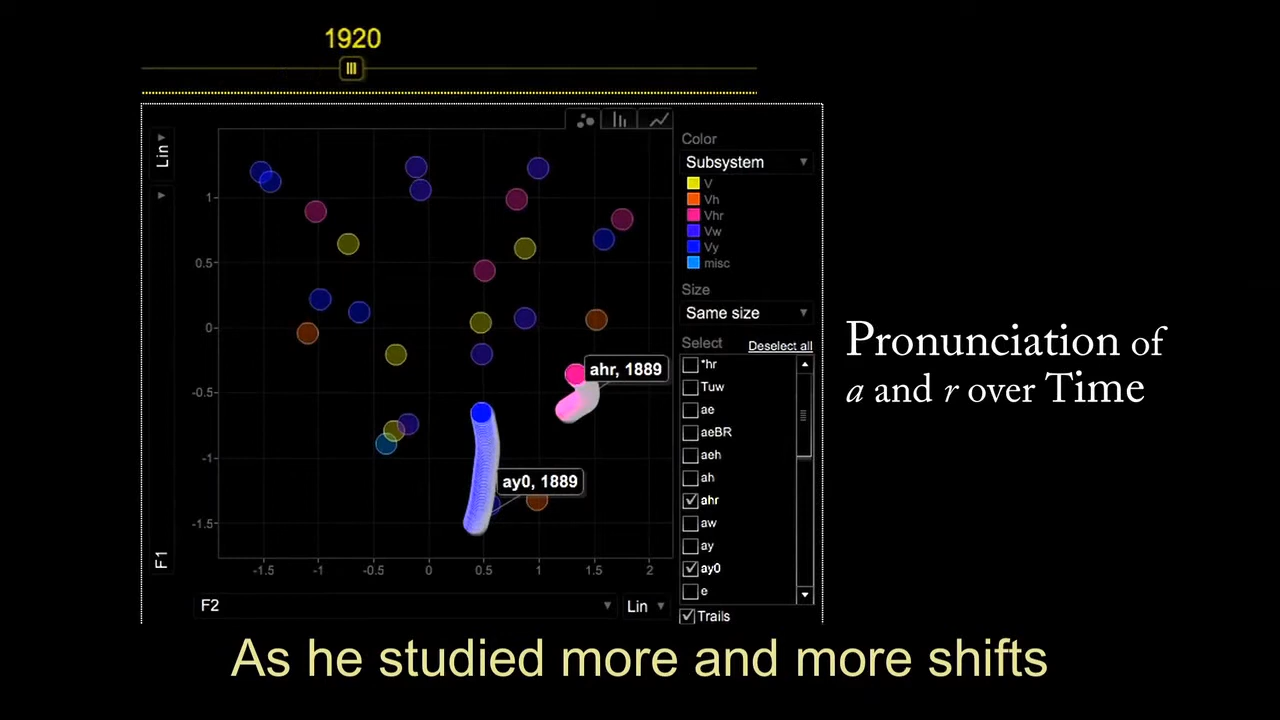 1920
Lin
F1
1
0.5
0
-0.5
-1
-1.5
-1.5
-1
-0.5
0
0.5
1
1.5
2
F2
Lin
ahr, 1889
ay0, 1889
Color
Subsystem
V
Vh
Vhr
Vw
Vy
misc
Size
Same size
Select
Deselect all
*hr
Tuw
ae
aeBR
aeh
ah
ahr
aw
ay
ay0
e
Trails
Pronunciation of
a and r over Time
As he studied more and more shifts